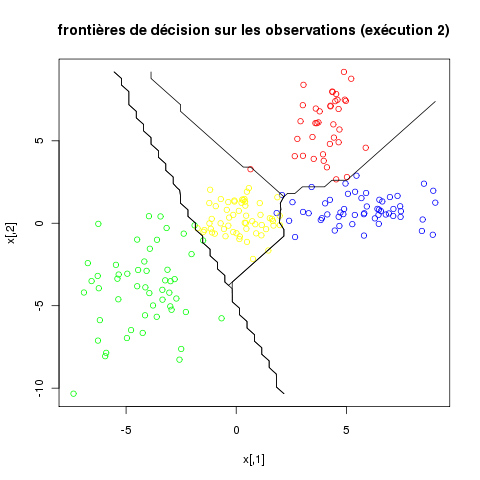 frontières de décision sur les observations (exécution 2)
x[,2]
5
0
-5
-10
-5
0
5
x[,1]